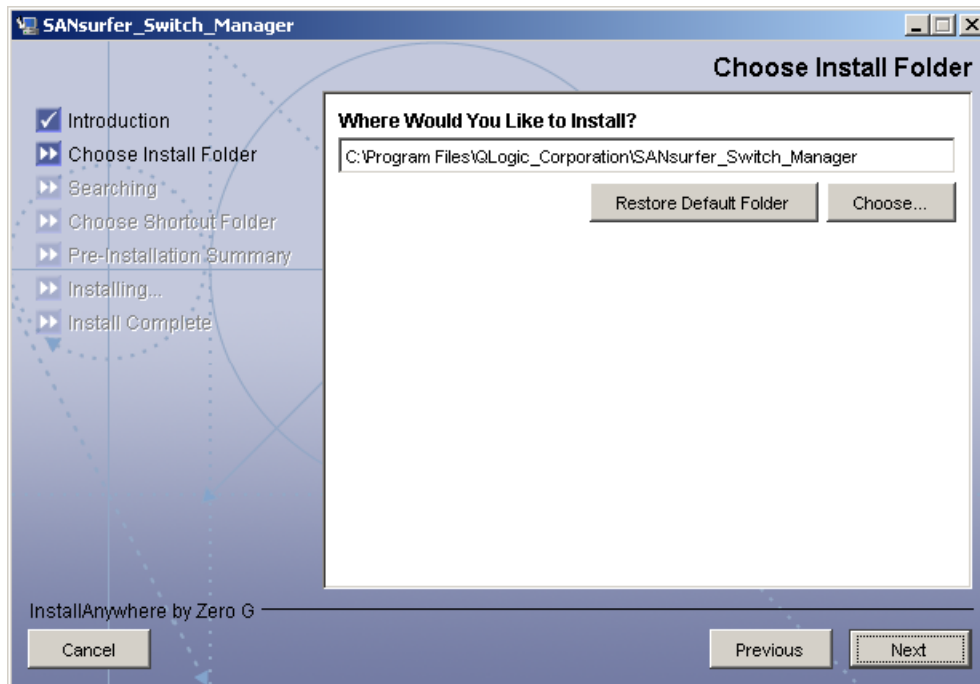 SANsurfer_Switch_Manager
Choose Install Folder
Introduction
Choose Install Folder
Searching
Choose Shortcut Folder
Pre-Installation Summary
Installing...
Install Complete
Where Would You Like to Install?
C:\Program Files\QLogic_Corporation\SANsurfer_Switch_Manager
Restore Default Folder
Choose...
InstallAnywhere by Zero G
Cancel
Previous
Next